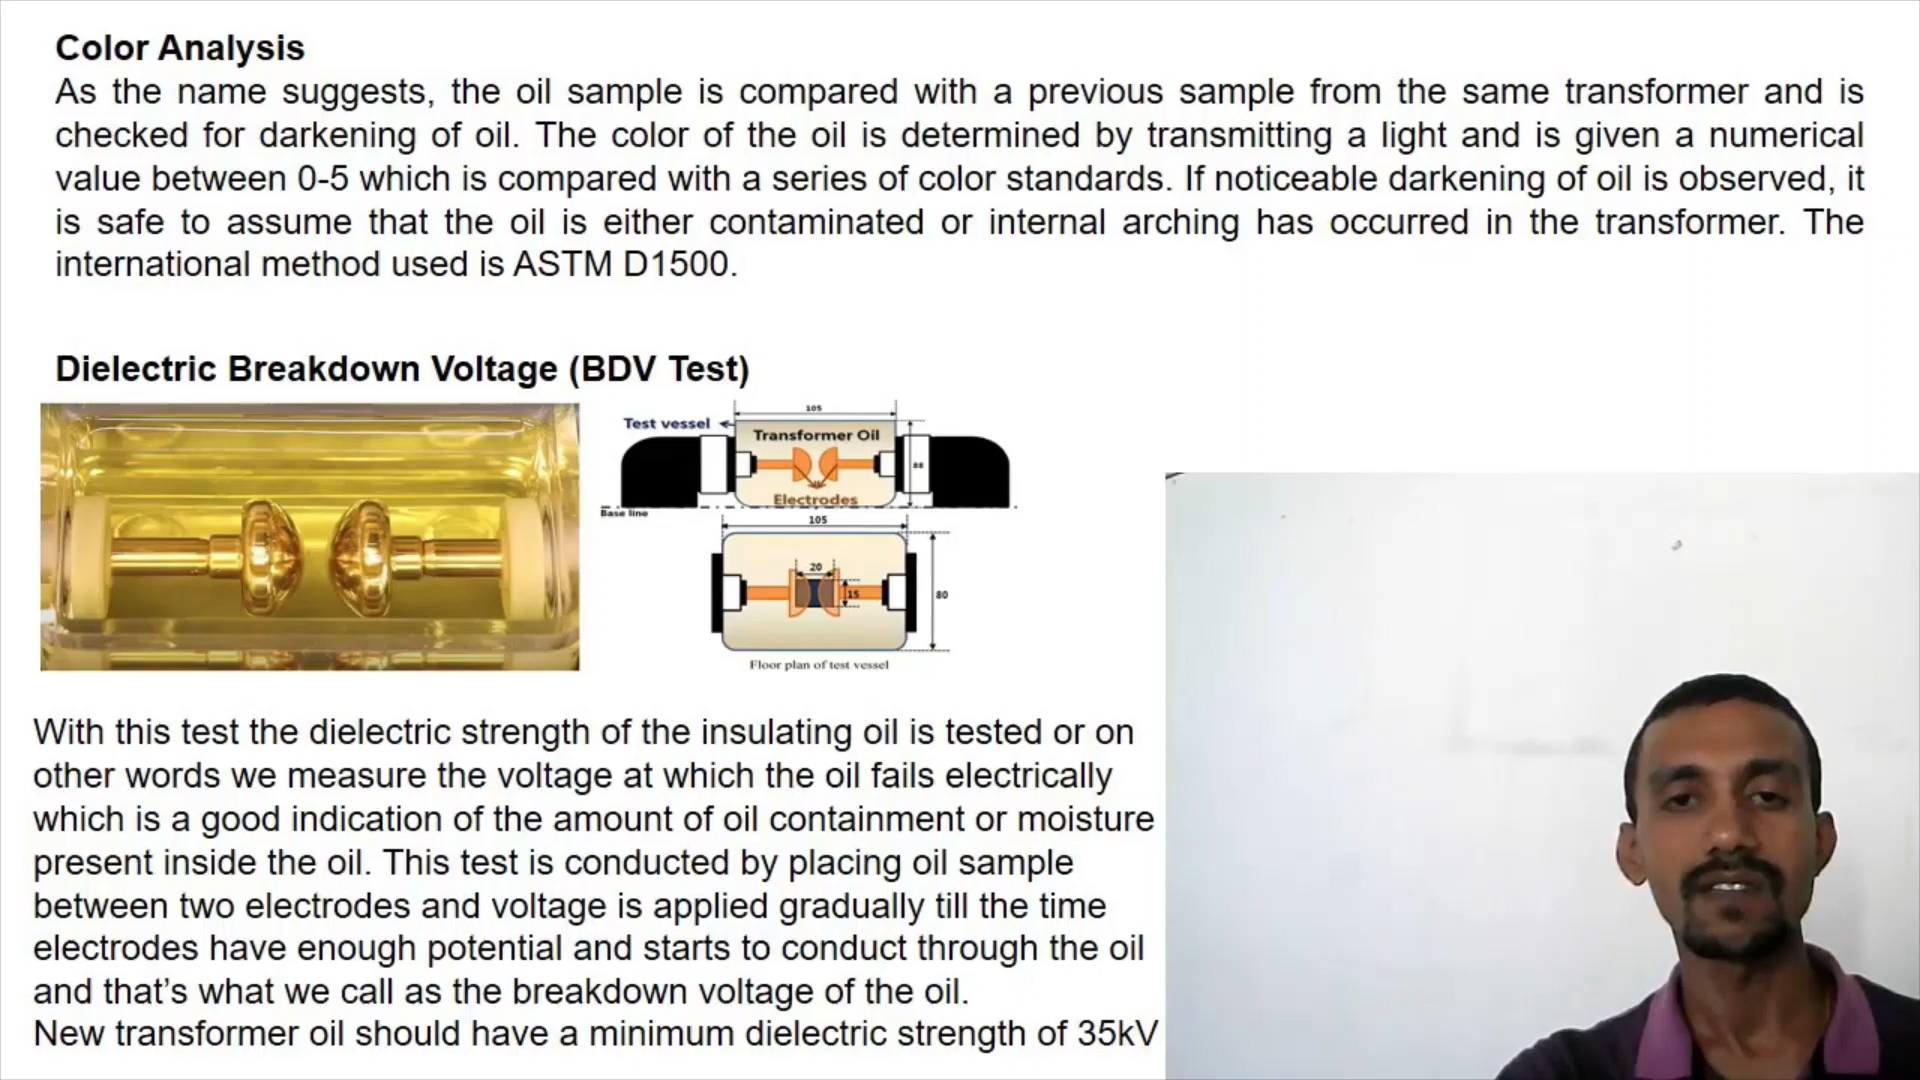 Color Analysis
As the name suggests, the oil sample is compared with a previous sample from the same transformer and is
checked for darkening of oil. The color of the oil is determined by transmitting a light and is given a numerical
value between 0-5 which is compared with a series of color standards. If noticeable darkening of oil is observed, it
is safe to assume that the oil is either contaminated or internal arching has occurred in the transformer. The
international method used is ASTM D1500.
Dielectric Breakdown Voltage (BDV Test)
105
Test vessel
Transformer Oil
88
Electrodes
Base line
105
20
15
80
Floor plan of test vessel
With this test the dielectric strength of the insulating oil is tested or on
other words we measure the voltage at which the oil fails electrically
which is a good indication of the amount of oil containment or moisture
present inside the oil. This test is conducted by placing oil sample
between two electrodes and voltage is applied gradually till the time
electrodes have enough potential and starts to conduct through the oil
and that’s what we call as the breakdown voltage of the oil.
New transformer oil should have a minimum dielectric strength of 35kV